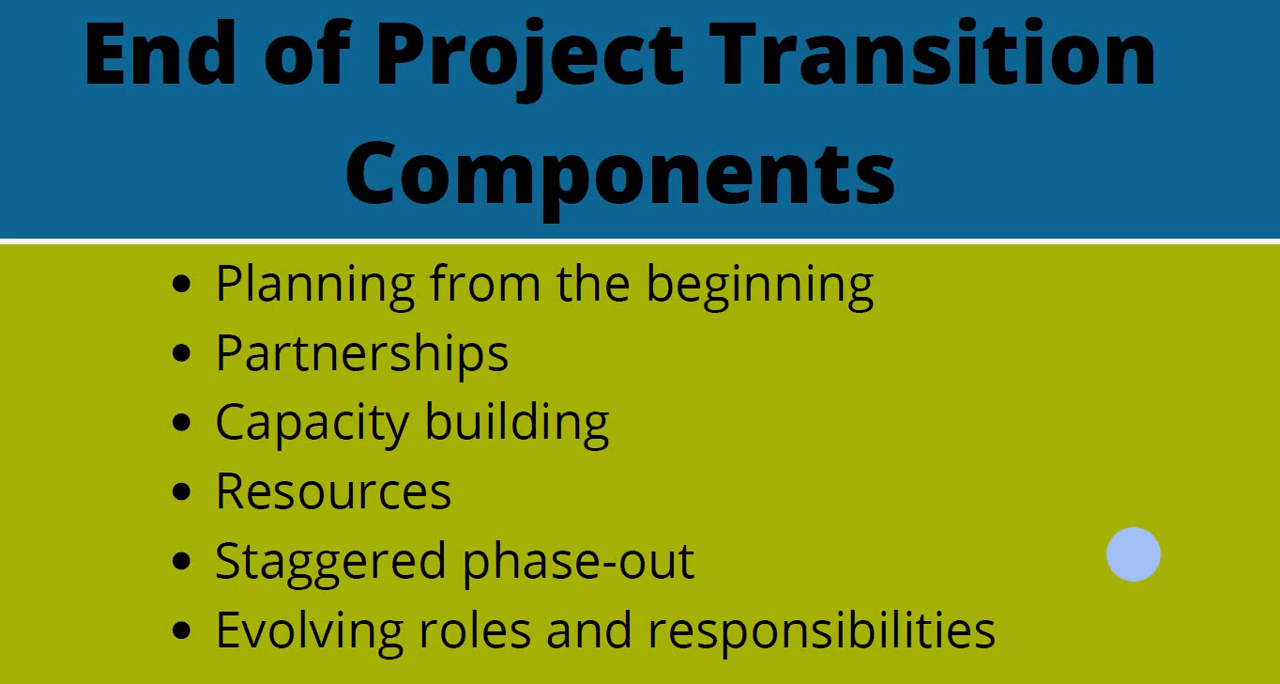 End of Project Transition
Components
• Planning from the beginning
• Partnerships
• Capacity building
• Resources
• Staggered phase-out
• Evolving roles and responsibilities